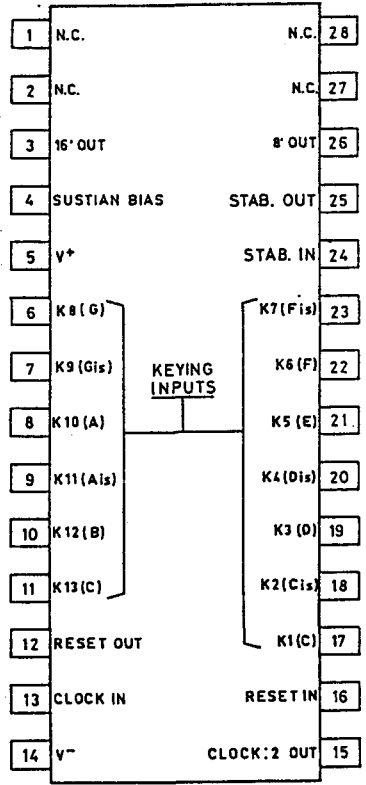 1 N.C. N.C. 28
2 N.C. N.C. 27
3 16' OUT 8' OUT 26
4 SUSTIAN BIAS STAB. OUT 25
5 V+ STAB. IN 24
6 K8(G) K7(Fis) 23
7 K9(Gis) K6(F) 22
KEYING
INPUTS
8 K10(A) K5(E) 21
9 K11(Ais) K4(Dis) 20
10 K12(B) K3(D) 19
11 K13(C) K2(Cis) 18
12 RESET OUT K1(C) 17
13 CLOCK IN RESET IN 16
14 V- CLOCK:2 OUT 15